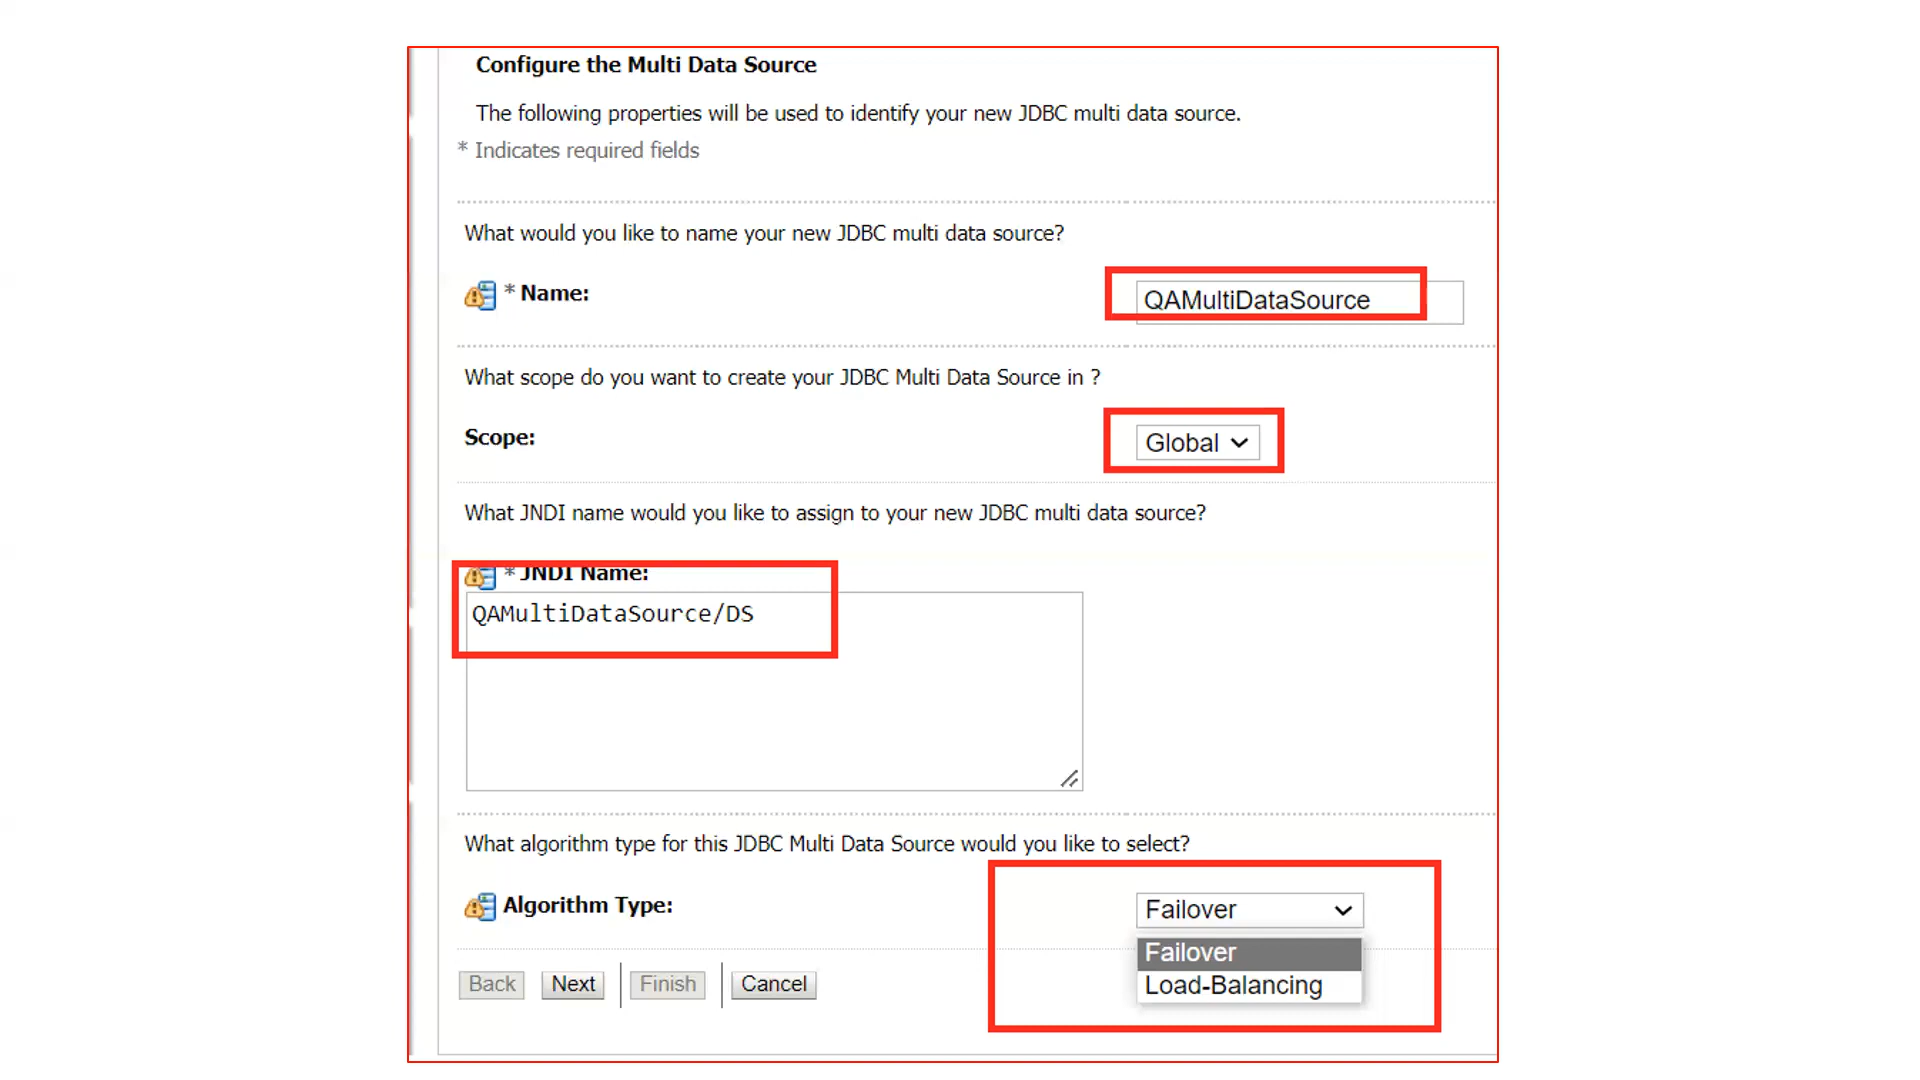 Configure the Multi Data Source
The following properties will be used to identify your new JDBC multi data source.
* Indicates required fields
What would you like to name your new JDBC multi data source?
* Name:
QAMultiDataSource
What scope do you want to create your JDBC Multi Data Source in ?
Scope:
Global
What JNDI name would you like to assign to your new JDBC multi data source?
* JNDI Name:
QAMultiDataSource/DS
What algorithm type for this JDBC Multi Data Source would you like to select?
Algorithm Type:
Failover
Failover
Load-Balancing
Back Next Finish Cancel